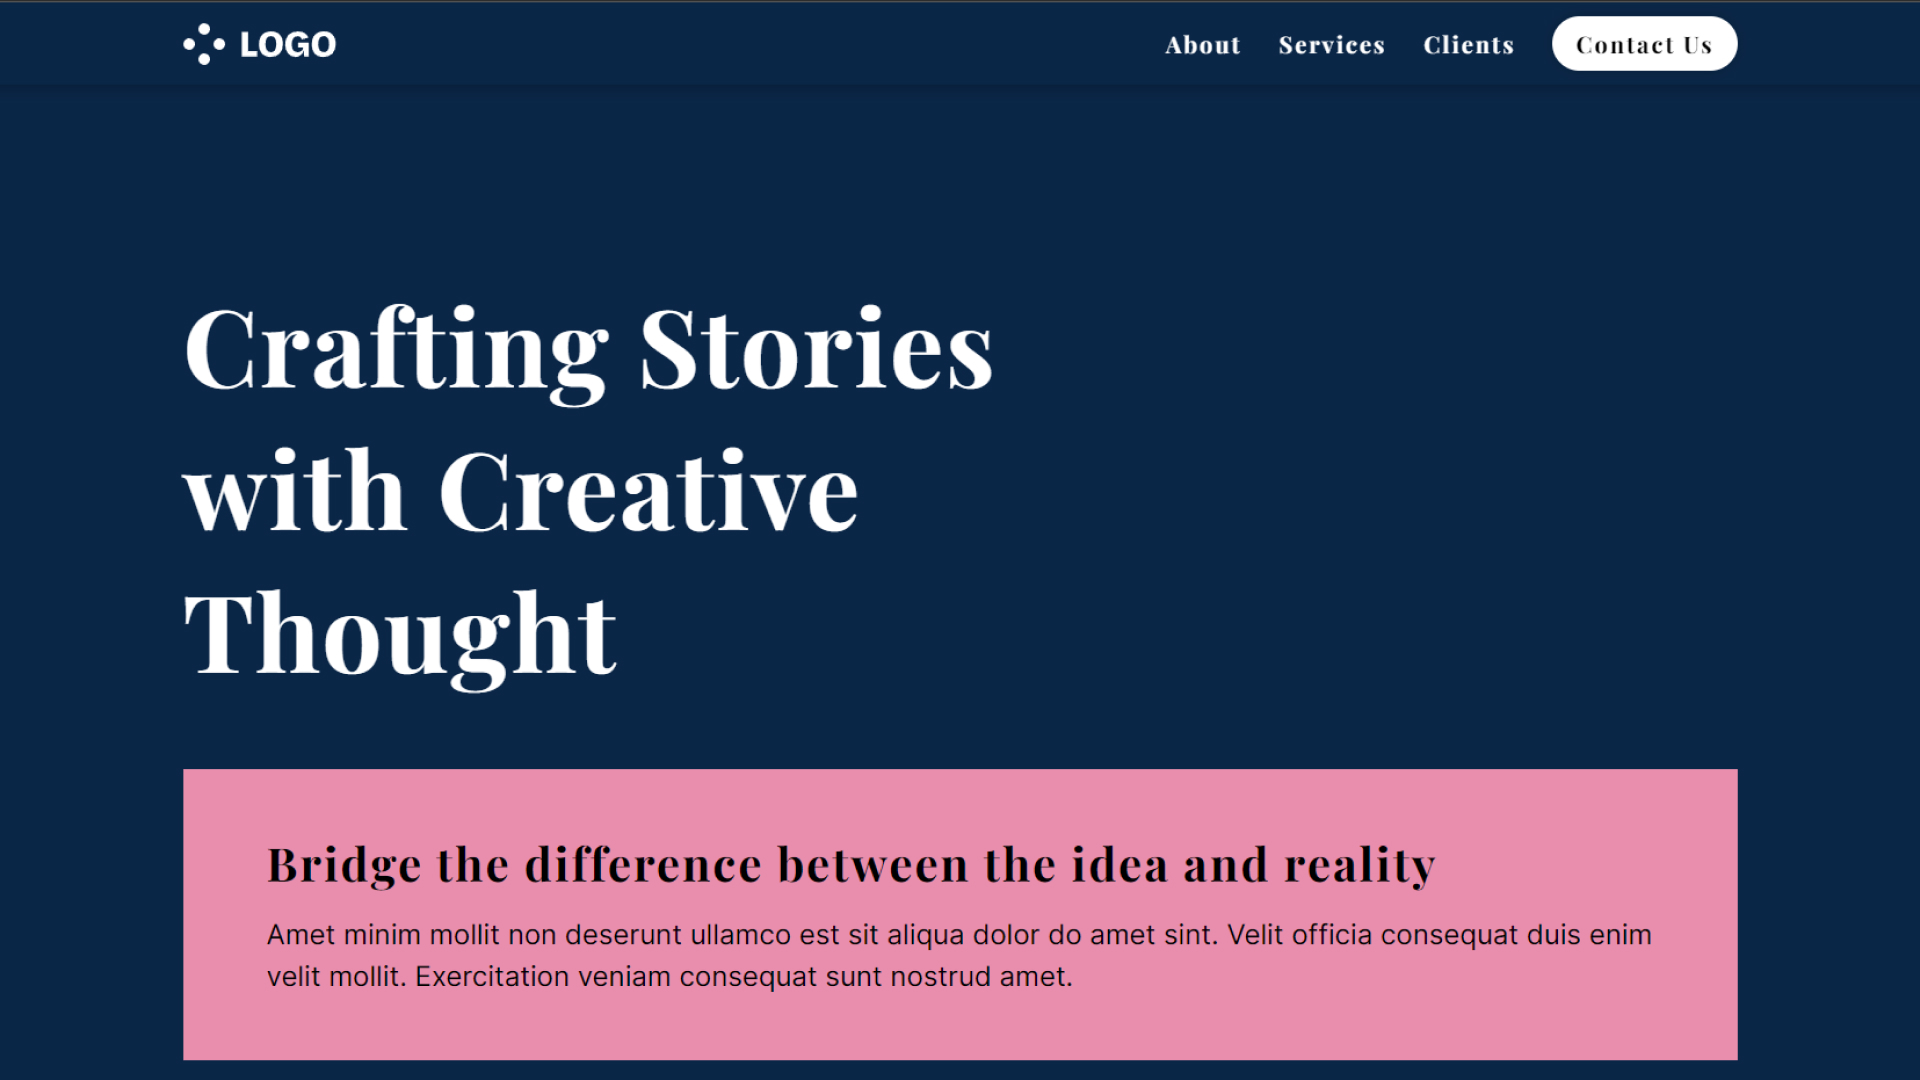 LOGO
About Services Clients Contact Us
Crafting Stories
with Creative
Thought
Bridge the difference between the idea and reality
Amet minim mollit non deserunt ullamco est sit aliqua dolor do amet sint. Velit officia consequat duis enim
velit mollit. Exercitation veniam consequat sunt nostrud amet.